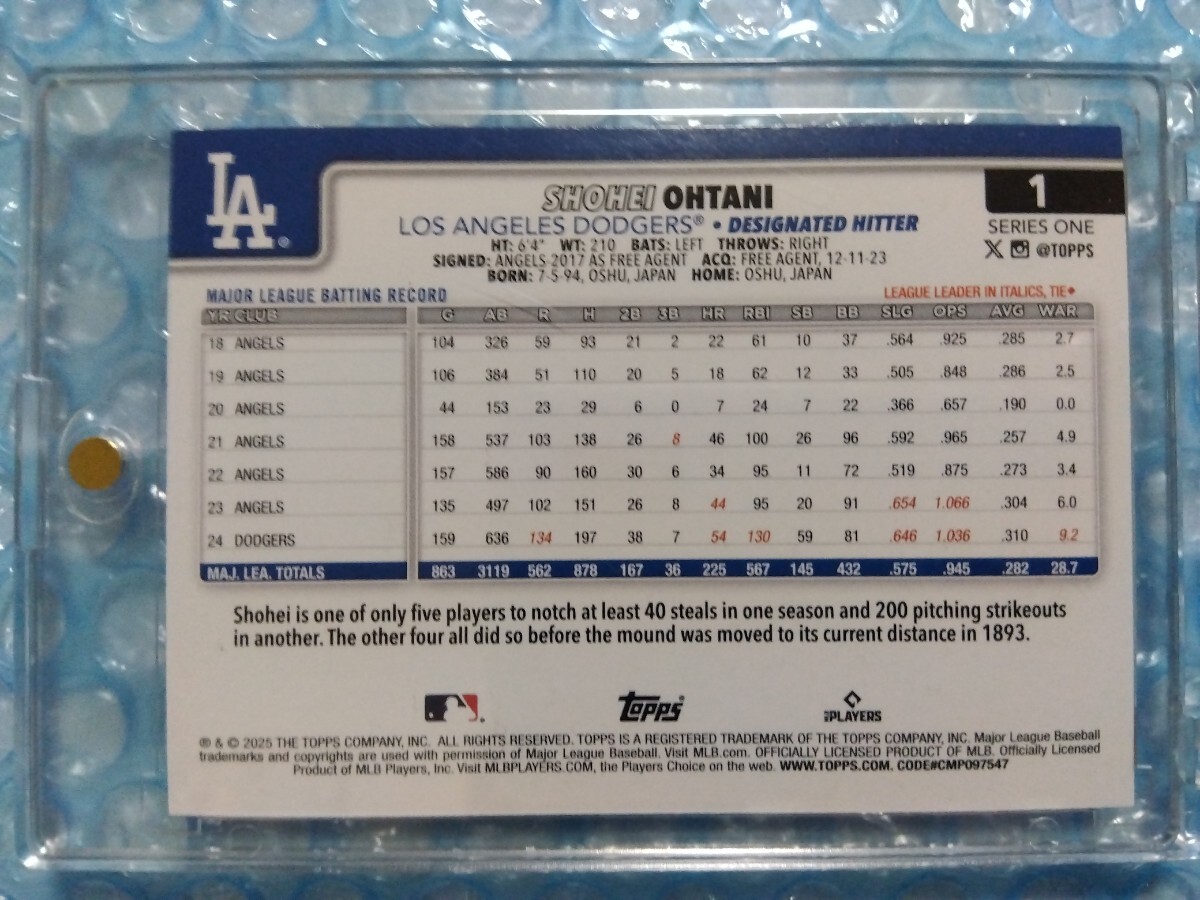 LA
SHOHEI OHTANI
1
LOS ANGELES DODGERS® • DESIGNATED HITTER
SERIES ONE
HT: 6'4" WT: 210 BATS: LEFT THROWS: RIGHT
@TOPPS
SIGNED: ANGELS 2017 AS FREE AGENT ACQ: FREE AGENT, 12-11-23
BORN: 7-5-94, OSHU, JAPAN HOME: OSHU, JAPAN
MAJOR LEAGUE BATTING RECORD LEAGUE LEADER IN ITALICS, TIE♦
YR CLUB G AB R H 2B 3B HR RBI SB BB SLG OPS AVG WAR
18 ANGELS 104 326 59 93 21 2 22 61 10 37 .564 .925 .285 2.7
19 ANGELS 106 384 51 110 20 5 18 62 12 33 .505 .848 .286 2.5
20 ANGELS 44 153 23 29 6 0 7 24 7 22 .366 .657 .190 0.0
21 ANGELS 158 537 103 138 26 8 46 100 26 96 .592 .965 .257 4.9
22 ANGELS 157 586 90 160 30 6 34 95 11 72 .519 .875 .273 3.4
23 ANGELS 135 497 102 151 26 8 44 95 20 91 .654 1.066 .304 6.0
24 DODGERS 159 636 134 197 38 7 54 130 59 81 .646 1.036 .310 9.2
MAJ. LEA. TOTALS 863 3119 562 878 167 36 225 567 145 432 .575 .945 .282 28.7
Shohei is one of only five players to notch at least 40 steals in one season and 200 pitching strikeouts
in another. The other four all did so before the mound was moved to its current distance in 1893.
Topps® MLB PLAYERS
® & © 2025 THE TOPPS COMPANY, INC. ALL RIGHTS RESERVED. TOPPS IS A REGISTERED TRADEMARK OF THE TOPPS COMPANY, INC. Major League Baseball
trademarks and copyrights are used with permission of Major League Baseball. Visit MLB.com. OFFICIALLY LICENSED PRODUCT OF MLB. Officially Licensed
Product of MLB Players, Inc. Visit MLBPLAYERS.COM, the Players Choice on the web. WWW.TOPPS.COM. CODE#CMP097547